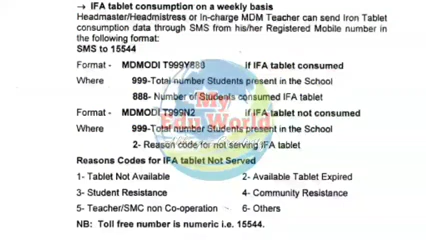 → IFA tablet consumption on a weekly basis
Headmaster/Headmistress or In-charge MDM Teacher can send Iron Tablet
consumption data through SMS from his/her Registered Mobile number in
the following format:
SMS to 15544
Format - MDMODI T999Y888 If IFA tablet consumed
Where 999-Total number Students present in the School
888- Number of Students consumed IFA tablet
Format - MDMODI T999N2 If IFA tablet not consumed
Where 999-Total number Students present in the School
2- Reason code for not serving IFA tablet
Reasons Codes for IFA tablet Not Served
1- Tablet Not Available 2- Available Tablet Expired
3- Student Resistance 4- Community Resistance
5- Teacher/SMC non Co-operation 6- Others
NB: Toll free number is numeric i.e. 15544.
My
Edu World